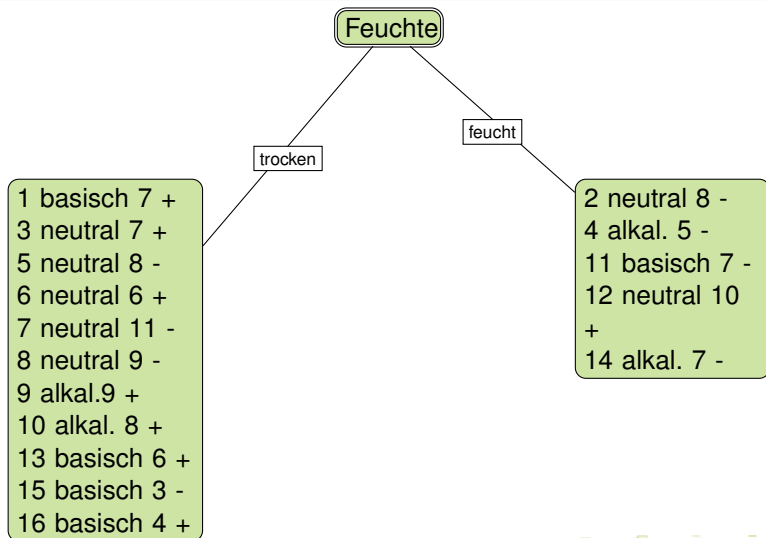 Feuchte
trocken
feucht
1 basisch 7 +
3 neutral 7 +
5 neutral 8 -
6 neutral 6 +
7 neutral 11 -
8 neutral 9 -
9 alkal.9 +
10 alkal. 8 +
13 basisch 6 +
15 basisch 3 -
16 basisch 4 +
2 neutral 8 -
4 alkal. 5 -
11 basisch 7 -
12 neutral 10
+
14 alkal. 7 -